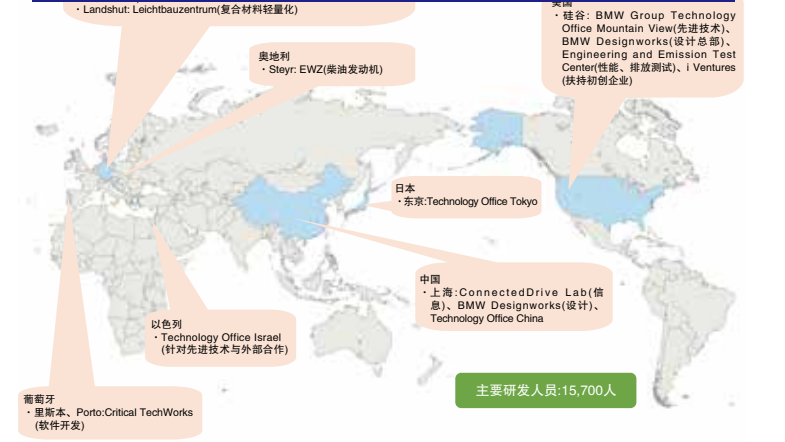 ・Landshut: Leichtbauzentrum(复合材料轻量化)
美国
・硅谷: BMW Group Technology
Office Mountain View(先进技术)、
BMW Designworks(设计总部)、
Engineering and Emission Test
Center(性能、排放测试)、i Ventures
(扶持初创企业)
奥地利
・Steyr: EWZ(柴油发动机)
日本
・东京:Technology Office Tokyo
中国
・上海:ConnectedDrive Lab(信
息)、BMW Designworks(设计)、
Technology Office China
以色列
・Technology Office Israel
(针对先进技术与外部合作)
主要研发人员:15,700人
葡萄牙
・里斯本、Porto:Critical TechWorks
(软件开发)